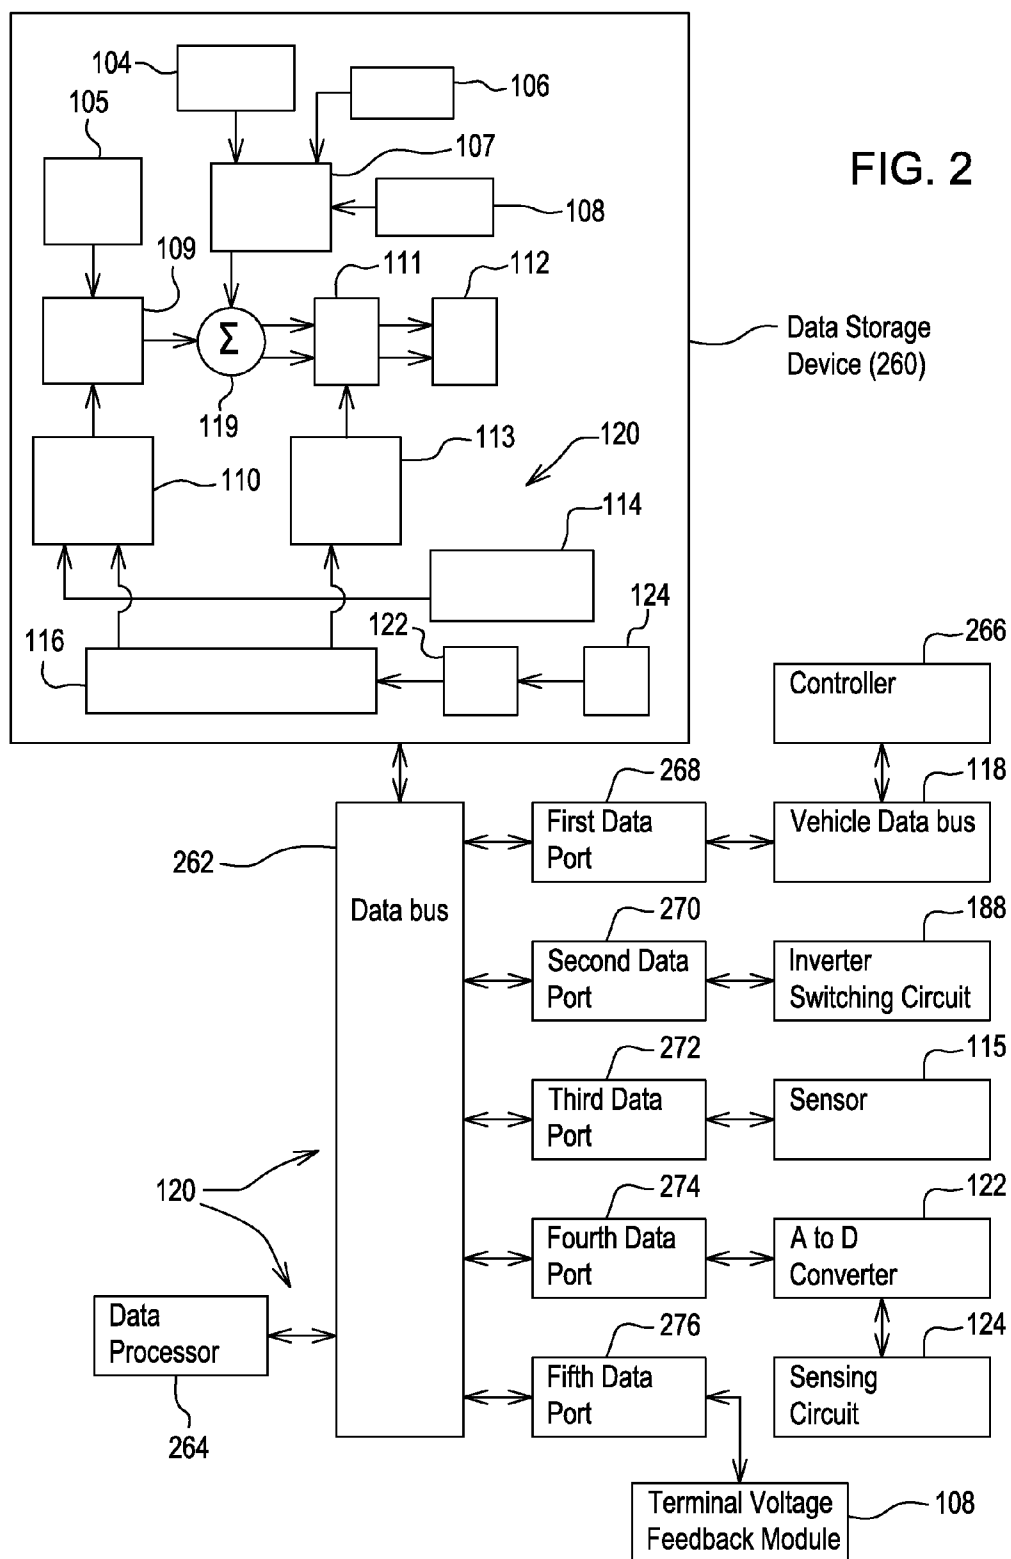 104
106
105
107
FIG. 2
108
109
111
112
Σ
Data Storage
Device (260)
119
113
120
110
114
124
122
116
266
Controller
268
118
First Data
Port
Vehicle Data bus
262
Data bus
270
188
Second Data
Port
Inverter
Switching Circuit
272
115
Third Data
Port
Sensor
120
274
122
Fourth Data
Port
A to D
Converter
Data
Processor
276
124
Fifth Data
Port
Sensing
Circuit
264
Terminal Voltage
Feedback Module
108